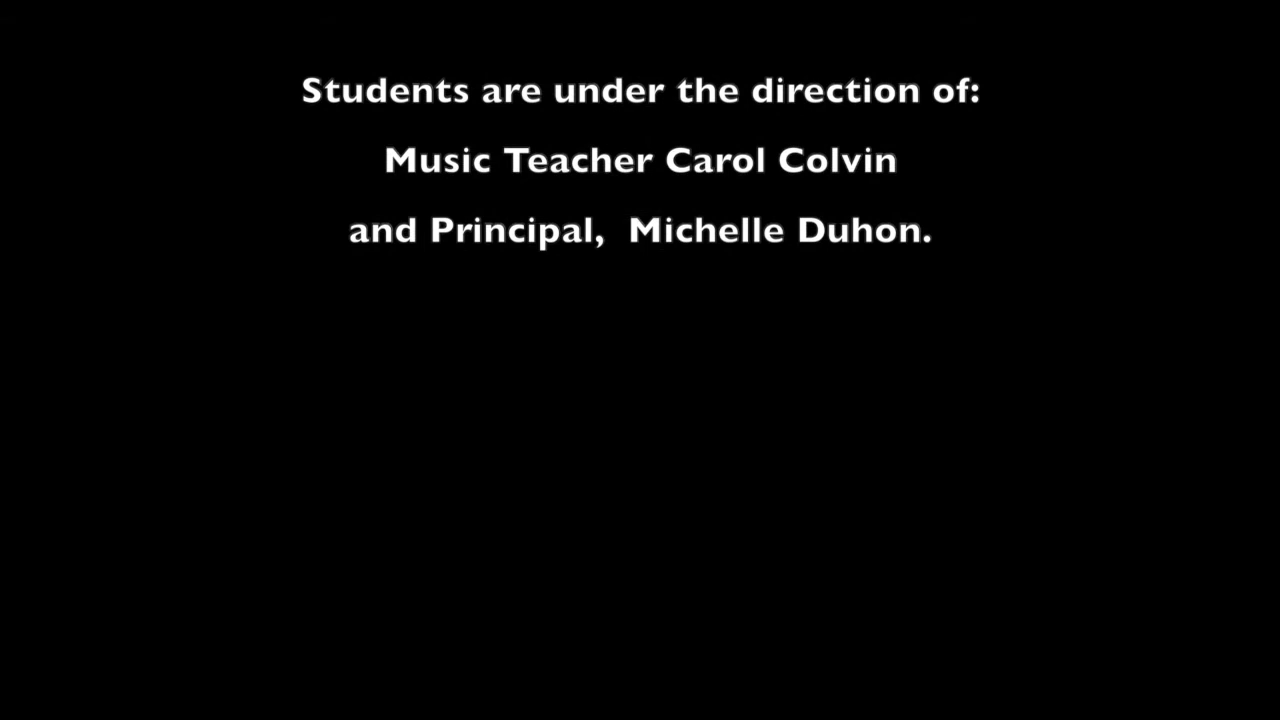 Students are under the direction of:
Music Teacher Carol Colvin
and Principal,  Michelle Duhon.